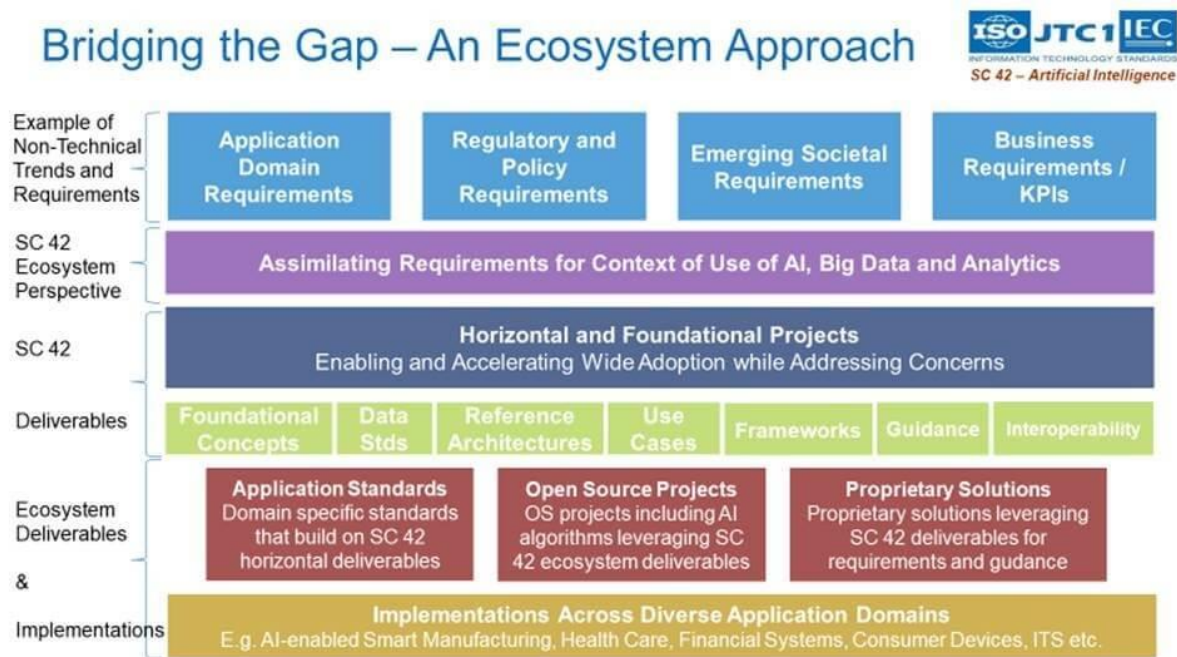 Bridging the Gap – An Ecosystem Approach
ISO JTC1 IEC
INFORMATION TECHNOLOGY STANDARDS
SC 42 – Artificial Intelligence
Example of
Non-Technical
Trends and
Requirements
Application
Domain
Requirements
Regulatory and
Policy
Requirements
Emerging Societal
Requirements
Business
Requirements /
KPIs
SC 42
Ecosystem
Perspective
Assimilating Requirements for Context of Use of AI, Big Data and Analytics
SC 42
Horizontal and Foundational Projects
Enabling and Accelerating Wide Adoption while Addressing Concerns
Deliverables
Foundational
Concepts
Data
Stds
Reference
Architectures
Use
Cases
Frameworks
Guidance
Interoperability
Ecosystem
Deliverables
Application Standards
Domain specific standards
that build on SC 42
horizontal deliverables
Open Source Projects
OS projects including AI
algorithms leveraging SC
42 ecosystem deliverables
Proprietary Solutions
Proprietary solutions leveraging
SC 42 deliverables for
requirements and gudance
&
Implementations
Implementations Across Diverse Application Domains
E.g. AI-enabled Smart Manufacturing, Health Care, Financial Systems, Consumer Devices, ITS etc.